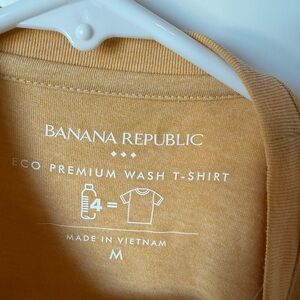 BANANA REPUBLIC
ECO PREMIUM WASH T-SHIRT
4 =
MADE IN VIETNAM
M